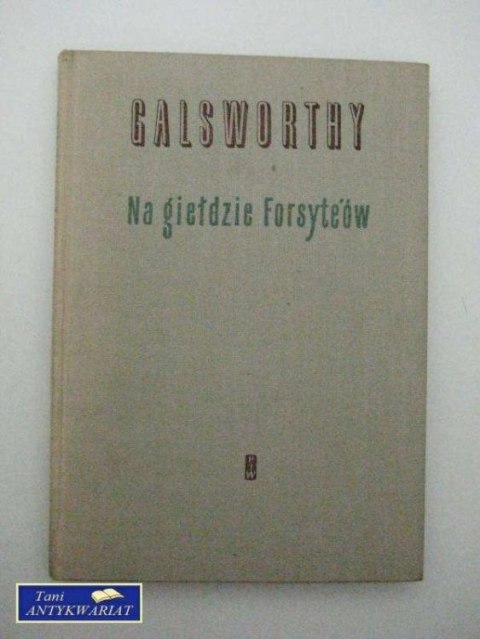 GALSWORTHY
Na giełdzie Forsyte'ów
Tani
ANTYKWARIAT